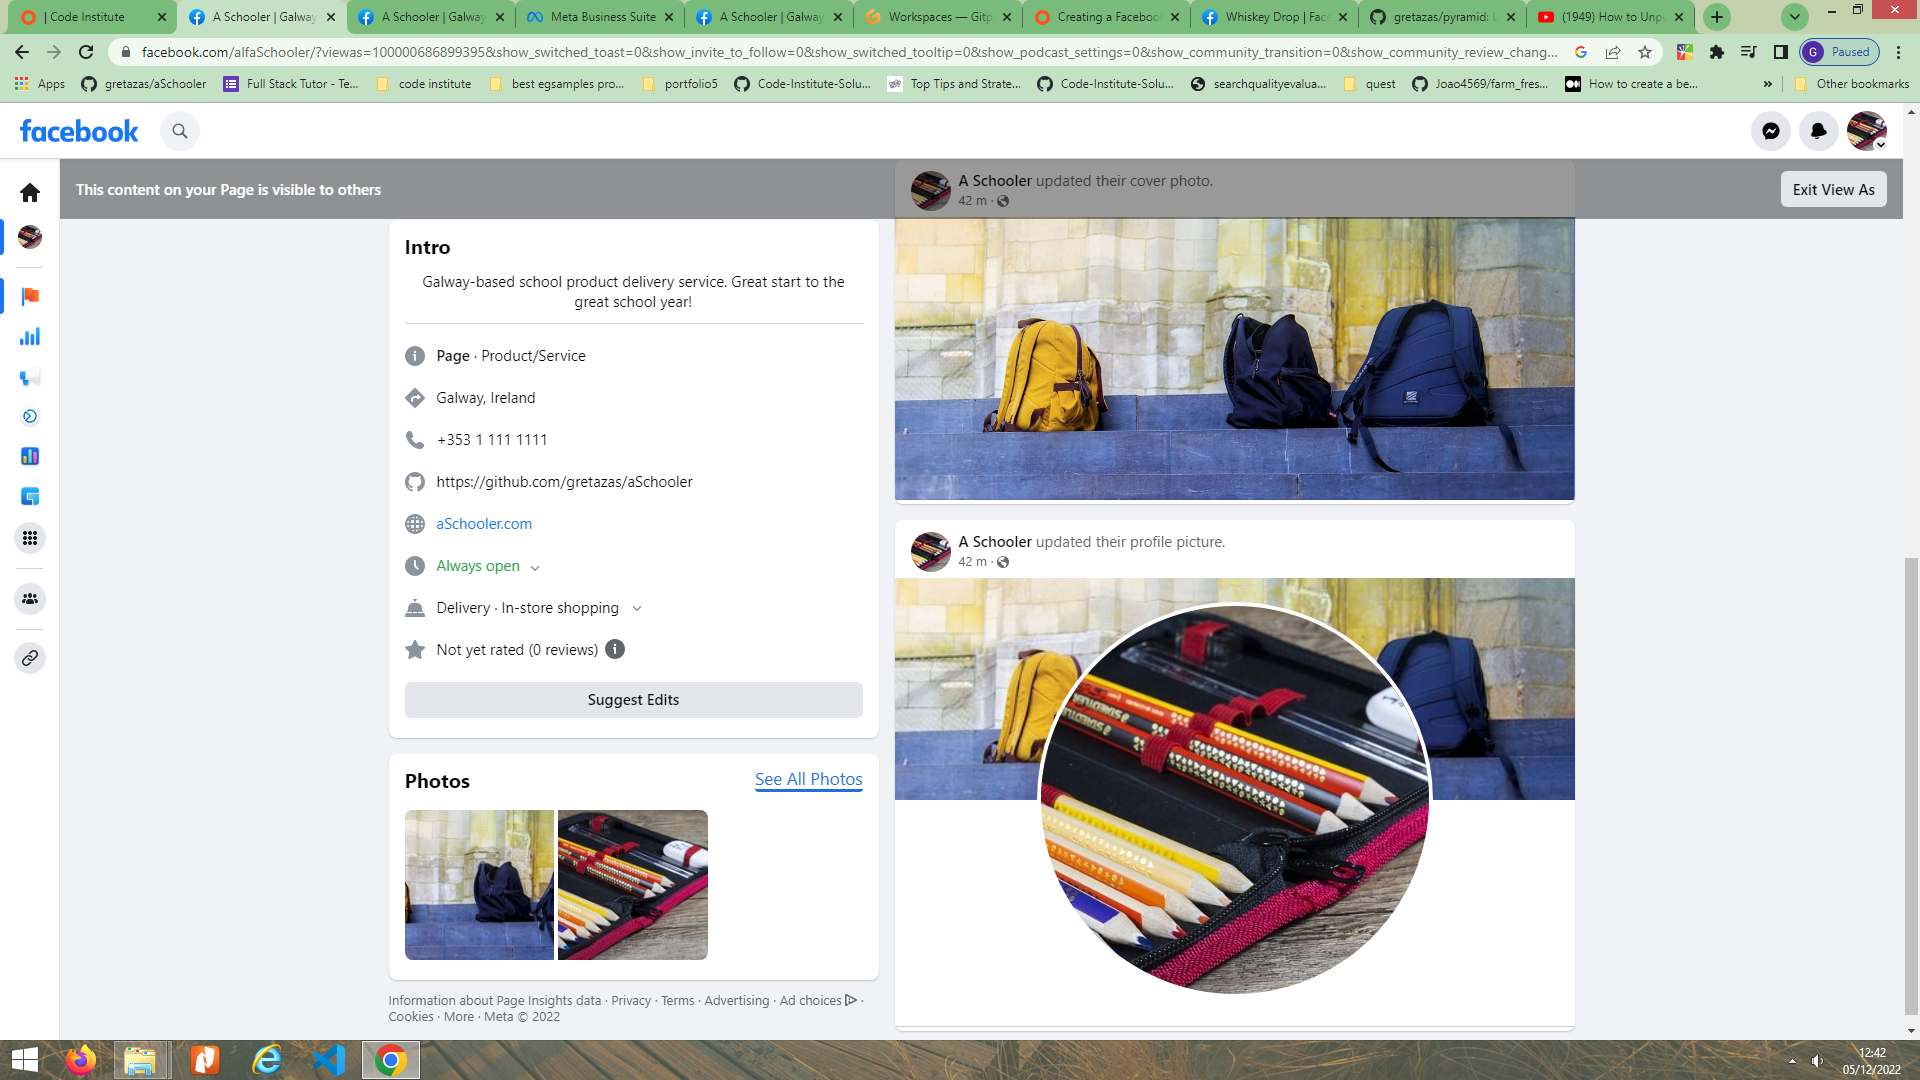 | Code Institute
A Schooler | Galway
A Schooler | Galway
Meta Business Suite
A Schooler | Galway
Workspaces — Gitp
Creating a Facebook
Whiskey Drop | Face
gretazas/pyramid: L
(1949) How to Unpu
facebook.com/alfaSchooler/?viewas=100000686899395&show_switched_toast=0&show_invite_to_follow=0&show_switched_tooltip=0&show_podcast_settings=0&show_community_transition=0&show_community_review_chang...
G Paused
Apps
gretazas/aSchooler
Full Stack Tutor - Te...
code institute
best egsamples pro...
portfolio5
Code-Institute-Solu...
Top Tips and Strate...
Code-Institute-Solu...
searchqualityevalua...
quest
Joao4569/farm_fres...
How to create a be...
»
Other bookmarks
facebook
This content on your Page is visible to others
Exit View As
Intro
Galway-based school product delivery service. Great start to the
great school year!
Page · Product/Service
Galway, Ireland
+353 1 111 1111
https://github.com/gretazas/aSchooler
aSchooler.com
Always open
Delivery · In-store shopping
Not yet rated (0 reviews)
Suggest Edits
Photos
See All Photos
Information about Page Insights data · Privacy · Terms · Advertising · Ad choices ·
Cookies · More · Meta © 2022
A Schooler updated their cover photo.
42 m ·
A Schooler updated their profile picture.
42 m ·
STAEDTLER
12:42
05/12/2022